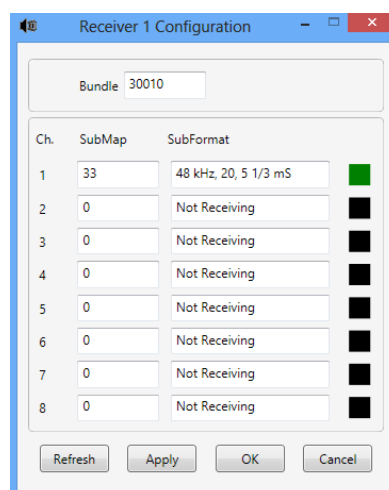 Receiver 1 Configuration
Bundle 30010
Ch. SubMap SubFormat
1 33 48 kHz, 20, 5 1/3 mS
2 0 Not Receiving
3 0 Not Receiving
4 0 Not Receiving
5 0 Not Receiving
6 0 Not Receiving
7 0 Not Receiving
8 0 Not Receiving
Refresh Apply OK Cancel